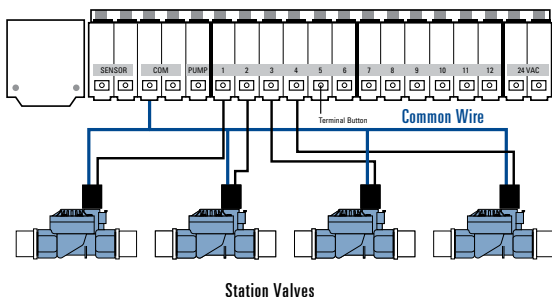 SENSOR COM PUMP 1 2 3 4 5 6 7 8 9 10 11 12 24 VAC
Terminal Button
Common Wire
Station Valves